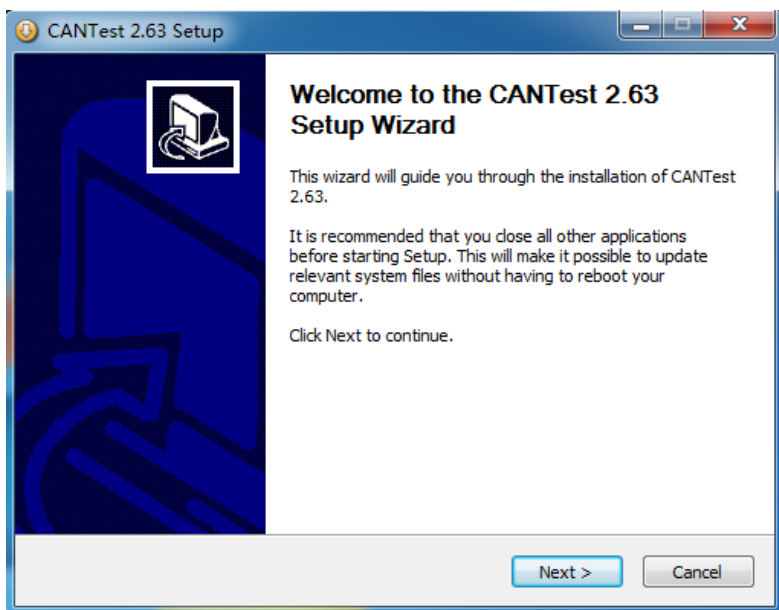 CANTest 2.63 Setup
Welcome to the CANTest 2.63
Setup Wizard
This wizard will guide you through the installation of CANTest
2.63.
It is recommended that you close all other applications
before starting Setup. This will make it possible to update
relevant system files without having to reboot your
computer.
Click Next to continue.
Next >
Cancel